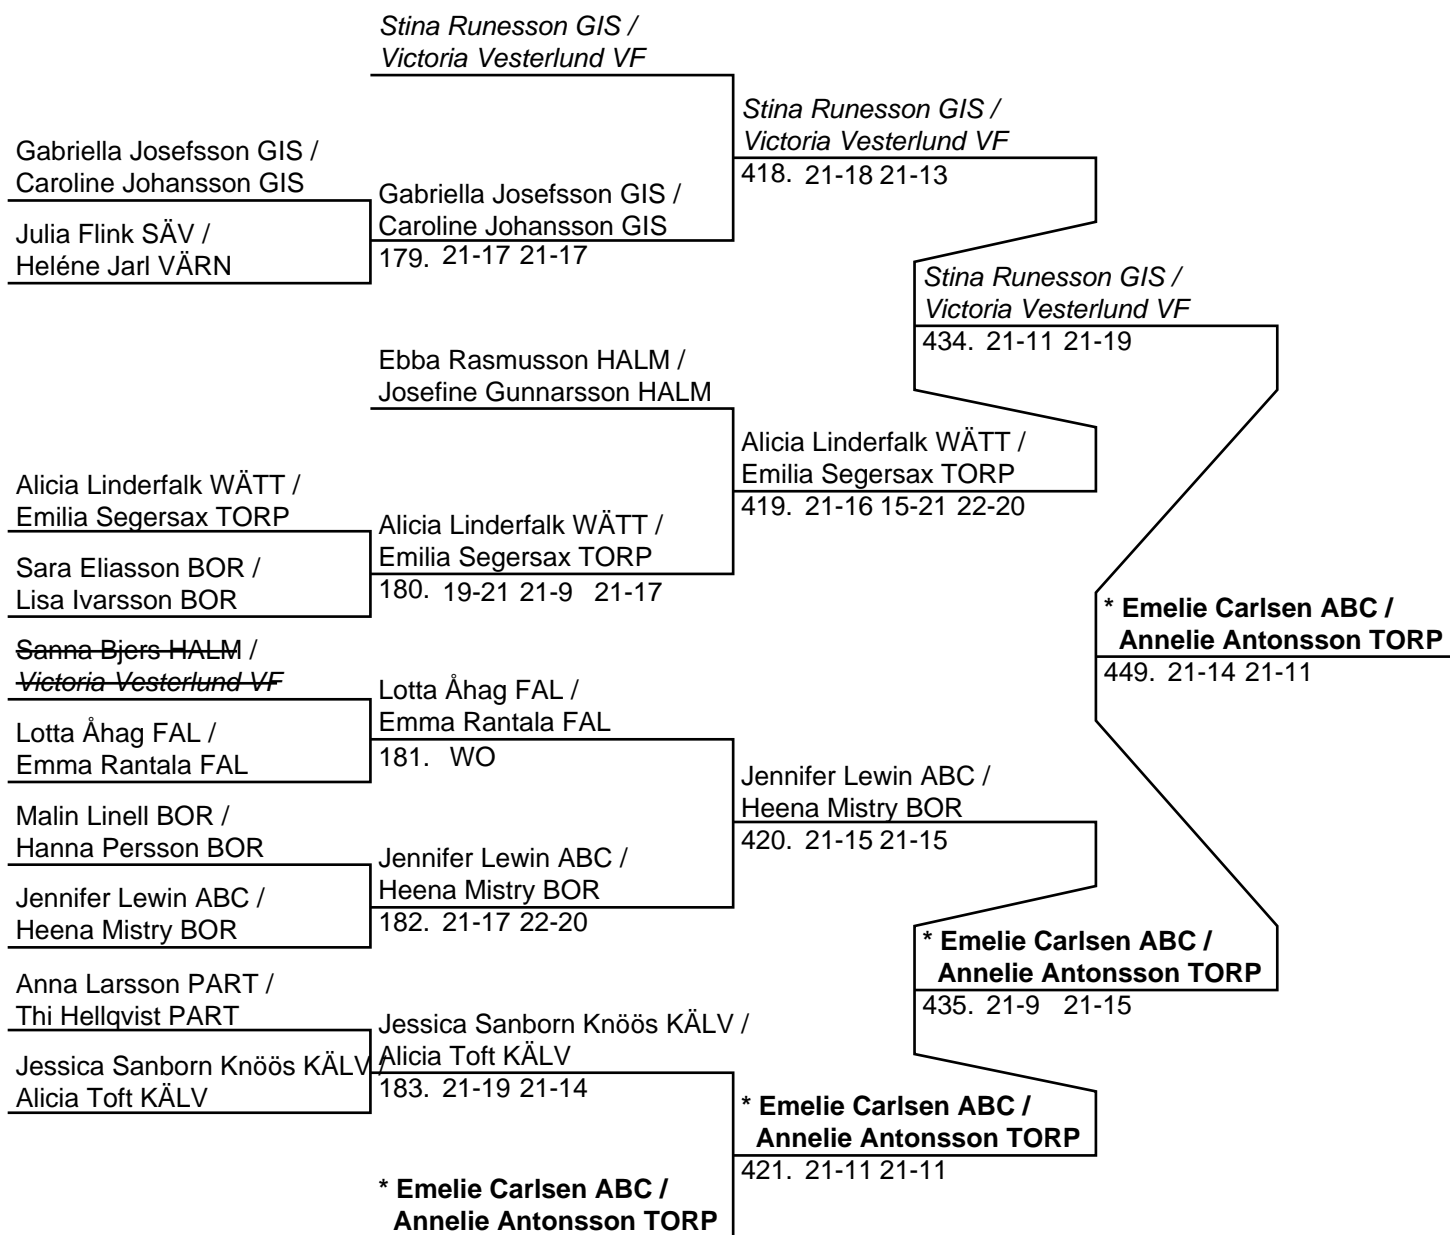 Stina Runesson GIS /
Victoria Vesterlund VF
Stina Runesson GIS /
Victoria Vesterlund VF
418. 21-18 21-13
Gabriella Josefsson GIS /
Caroline Johansson GIS
Gabriella Josefsson GIS /
Caroline Johansson GIS
179. 21-17 21-17
Julia Flink SÄV /
Heléne Jarl VÄRN
Stina Runesson GIS /
Victoria Vesterlund VF
434. 21-11 21-19
Ebba Rasmusson HALM /
Josefine Gunnarsson HALM
Alicia Linderfalk WÄTT /
Emilia Segersax TORP
419. 21-16 15-21 22-20
Alicia Linderfalk WÄTT /
Emilia Segersax TORP
Alicia Linderfalk WÄTT /
Emilia Segersax TORP
180. 19-21 21-9 21-17
Sara Eliasson BOR /
Lisa Ivarsson BOR
* Emelie Carlsen ABC /
Annelie Antonsson TORP
449. 21-14 21-11
Sanna Bjers HALM /
Victoria Vesterlund VF
Lotta Åhag FAL /
Emma Rantala FAL
181. WO
Lotta Åhag FAL /
Emma Rantala FAL
Jennifer Lewin ABC /
Heena Mistry BOR
420. 21-15 21-15
Malin Linell BOR /
Hanna Persson BOR
Jennifer Lewin ABC /
Heena Mistry BOR
182. 21-17 22-20
Jennifer Lewin ABC /
Heena Mistry BOR
* Emelie Carlsen ABC /
Annelie Antonsson TORP
435. 21-9 21-15
Anna Larsson PART /
Thi Hellqvist PART
Jessica Sanborn Knöös KÄLV /
Alicia Toft KÄLV
183. 21-19 21-14
Jessica Sanborn Knöös KÄLV /
Alicia Toft KÄLV
* Emelie Carlsen ABC /
Annelie Antonsson TORP
421. 21-11 21-11
* Emelie Carlsen ABC /
Annelie Antonsson TORP